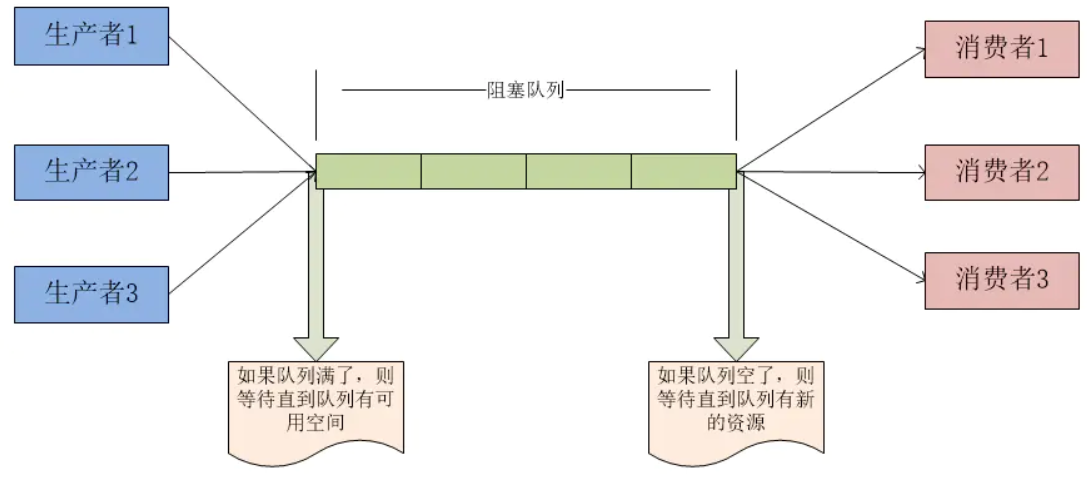 生产者1
消费者1
阻塞队列
生产者2
消费者2
生产者3
消费者3
如果队列满了，则
等待直到队列有可
用空间
如果队列空了，则
等待直到队列有新
的资源